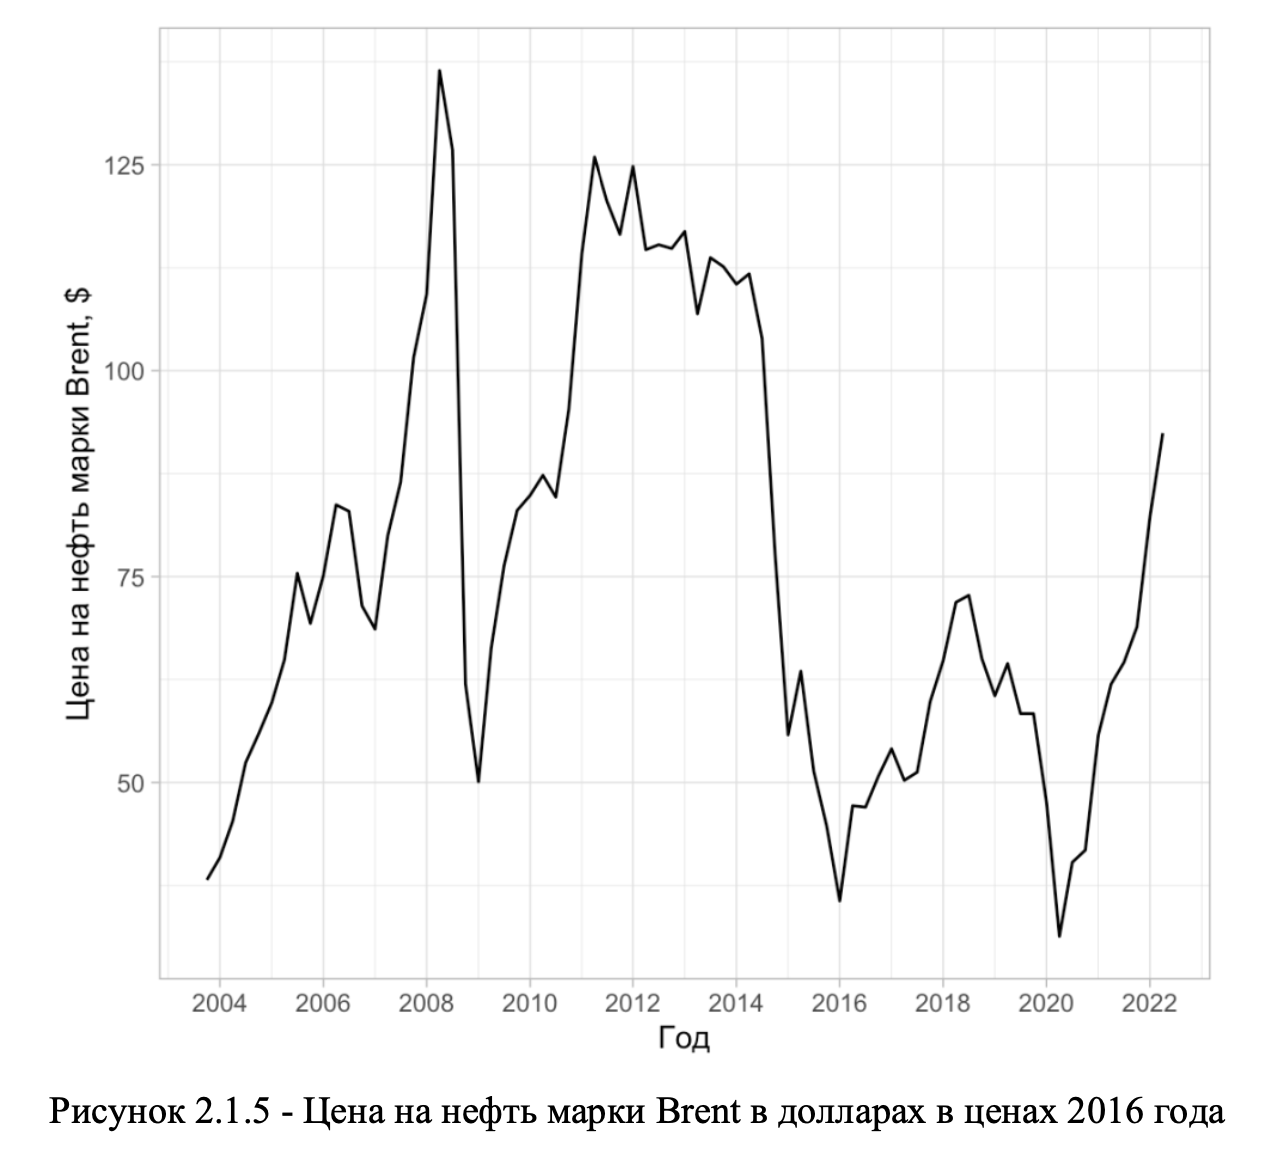 Цена на нефть марки Brent, $
125
100
75
50
2004 2006 2008 2010 2012 2014 2016 2018 2020 2022
Год
Рисунок 2.1.5 - Цена на нефть марки Brent в долларах в ценах 2016 года